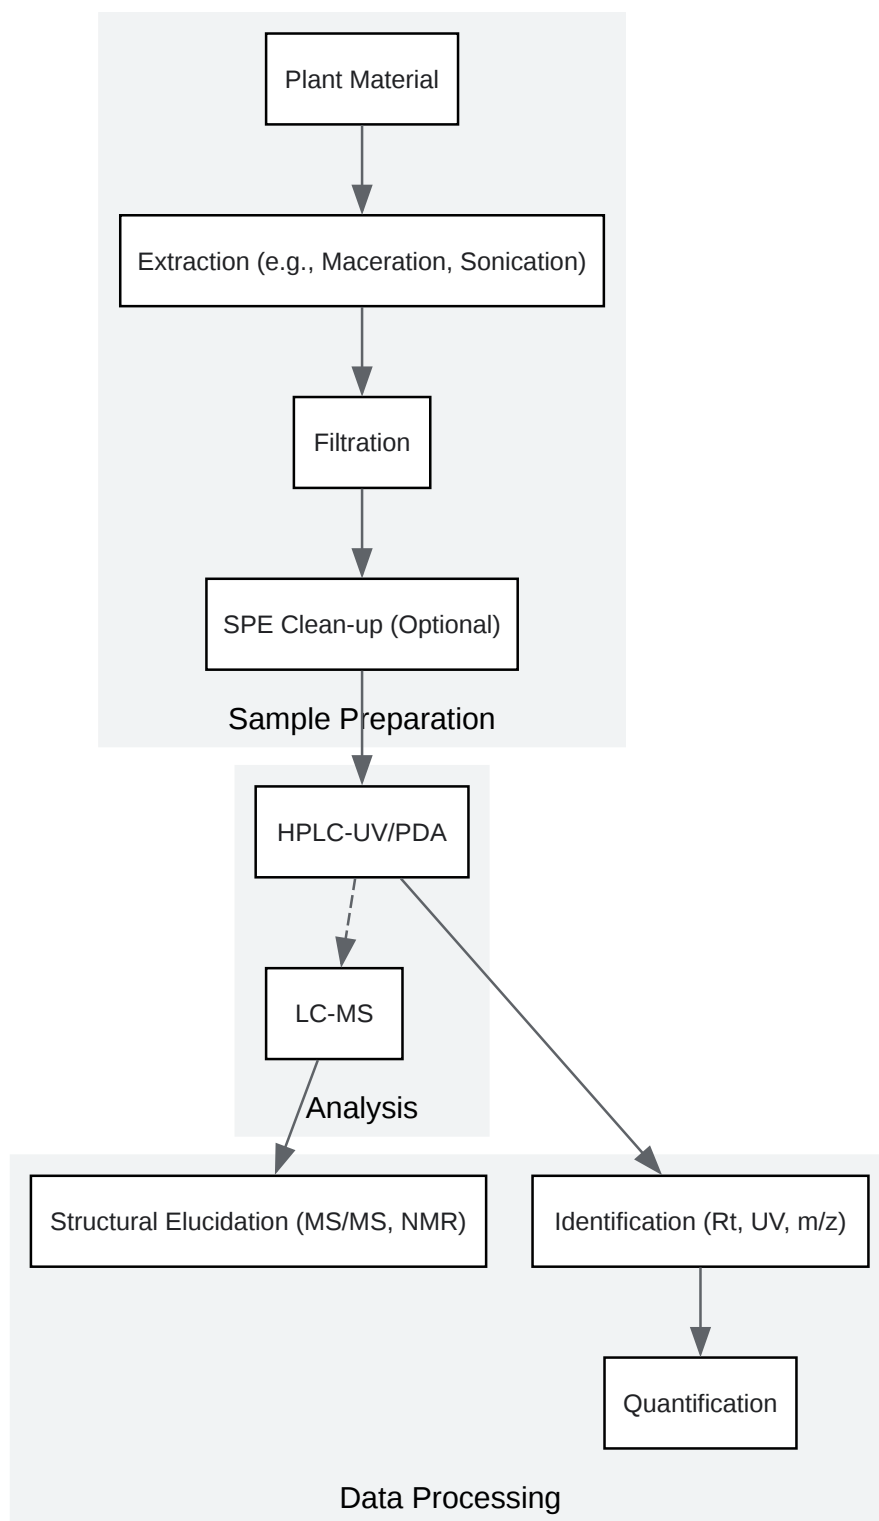 Plant Material
Extraction (e.g., Maceration, Sonication)
Filtration
SPE Clean-up (Optional)
Sample Preparation
HPLC-UV/PDA
LC-MS
Analysis
Structural Elucidation (MS/MS, NMR)
Identification (Rt, UV, m/z)
Quantification
Data Processing